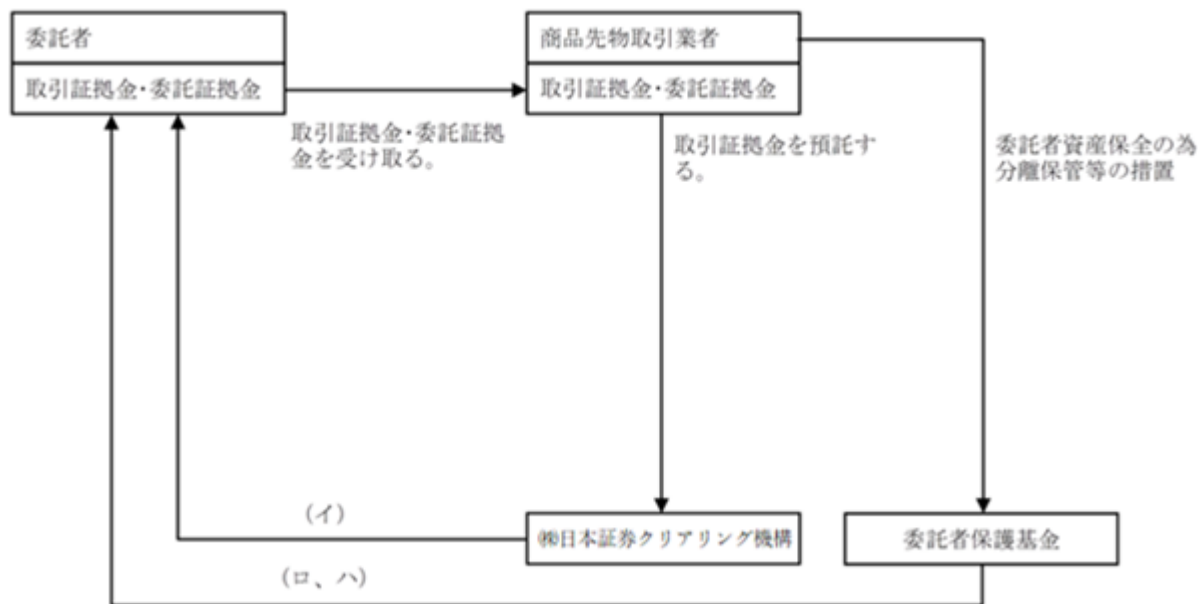 委託者
取引証拠金・委託証拠金
商品先物取引業者
取引証拠金・委託証拠金
取引証拠金・委託証拠
金を受け取る。
取引証拠金を預託す
る。
委託者資産保全の為
分離保管等の措置
(イ)
㈱日本証券クリアリング機構
委託者保護基金
(ロ、ハ)